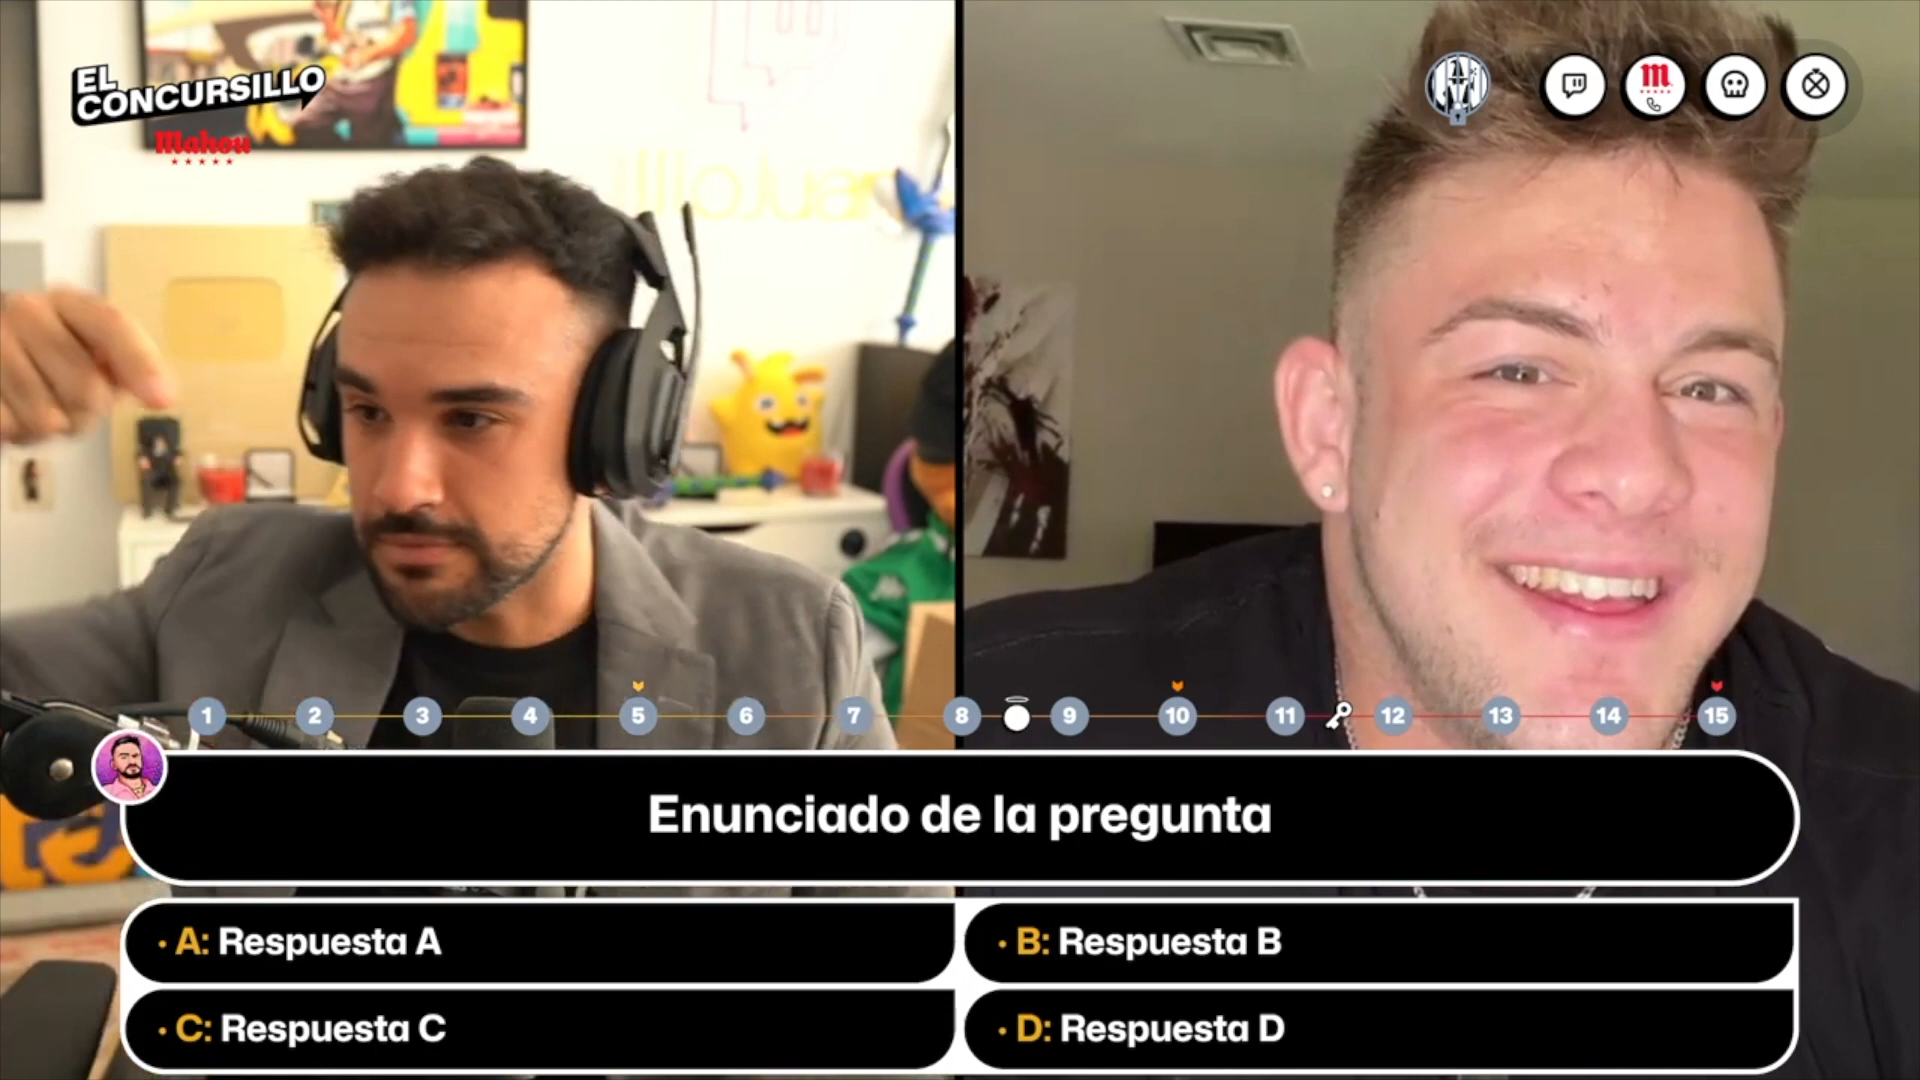 EL
CONCURSILLO
Mahou
m
1 2 3 4 5 6 7 8 9 10 11 12 13 14 15
Enunciado de la pregunta
· A: Respuesta A
· B: Respuesta B
· C: Respuesta C
· D: Respuesta D